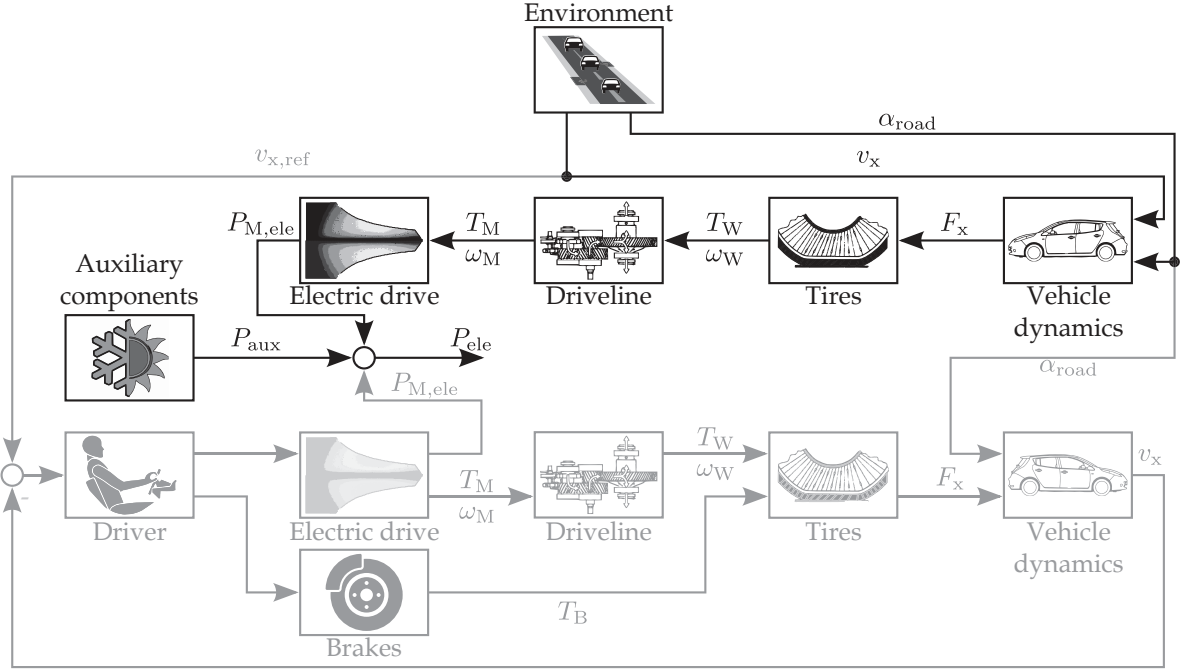 Environment
α_road
v_x,ref
v_x
P_M,ele
T_M
ω_M
T_W
ω_W
F_x
Electric drive
Driveline
Tires
Vehicle
dynamics
Auxiliary
components
P_aux
P_ele
α_road
P_M,ele
T_M
ω_M
T_W
ω_W
F_x
v_x
-
Driver
Electric drive
Driveline
Tires
Vehicle
dynamics
T_B
Brakes